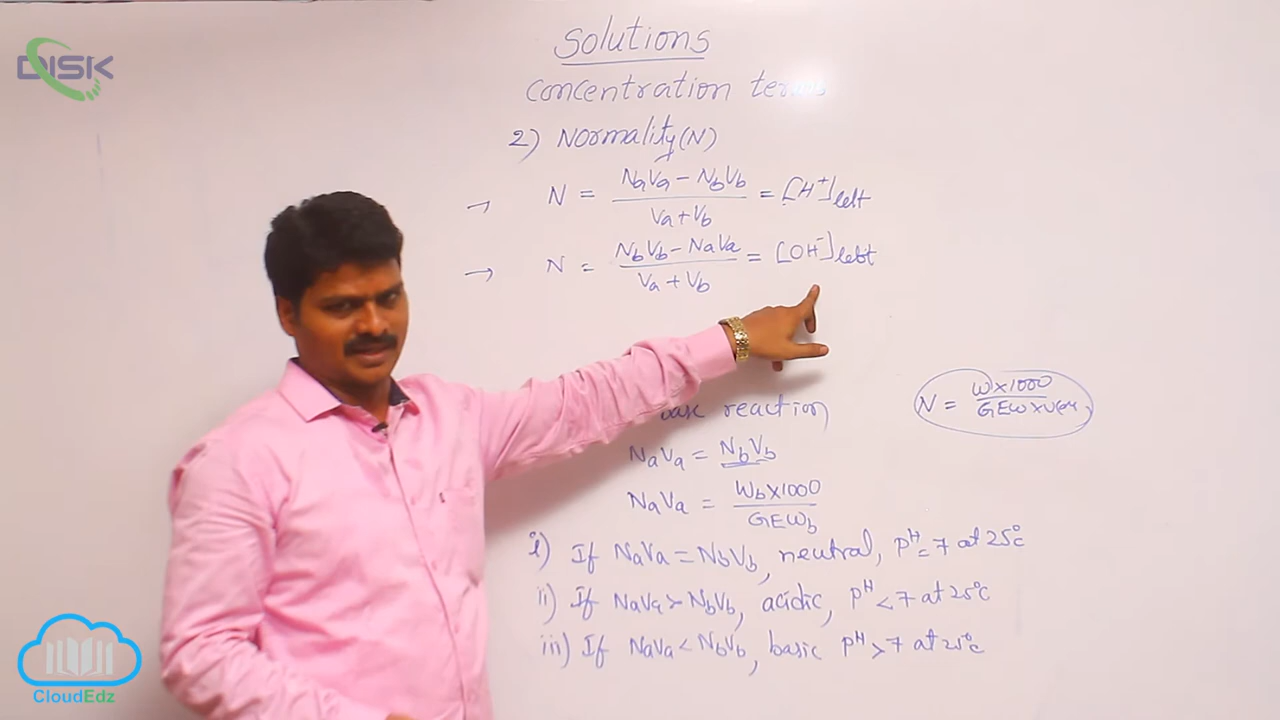 DISK
Solutions
concentration terms
2) Normality(N)
→ N = NaVa - NbVb / Va + Vb = [H⁺]left
→ N = NbVb - NaVa / Va + Vb = [OH⁻]left
N = W×1000 / GEW×V(ml)
base reaction
NaVa = NbVb
NaVa = Wb×1000 / GEWb
i) If NaVa = NbVb, neutral, pH = 7 at 25°c
ii) If NaVa > NbVb, acidic, pH < 7 at 25°c
iii) If NaVa < NbVb, basic pH > 7 at 25°c
CloudEdz